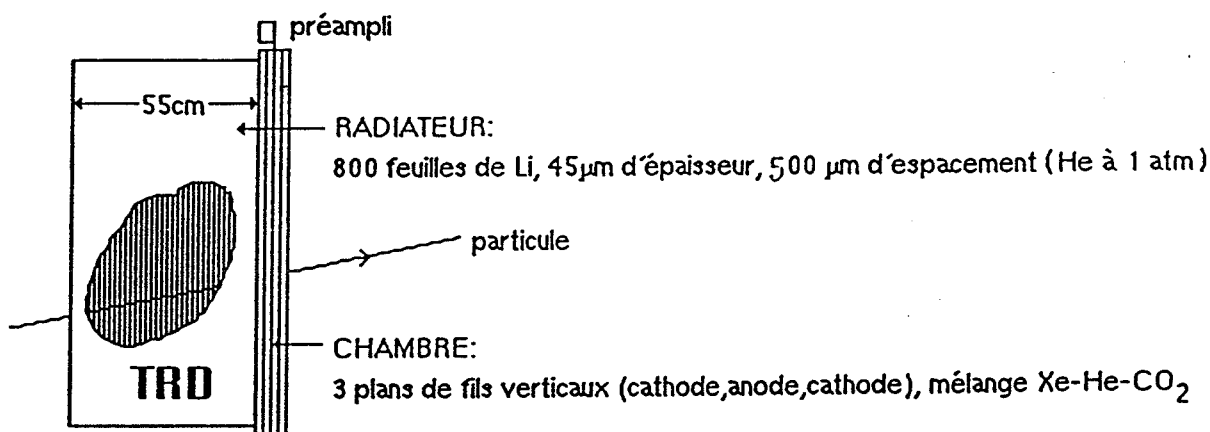 préampli
55cm
RADIATEUR:
800 feuilles de Li, 45µm d'épaisseur, 500 µm d'espacement (He à 1 atm)
particule
CHAMBRE:
TRD
3 plans de fils verticaux (cathode,anode,cathode), mélange Xe-He-CO₂